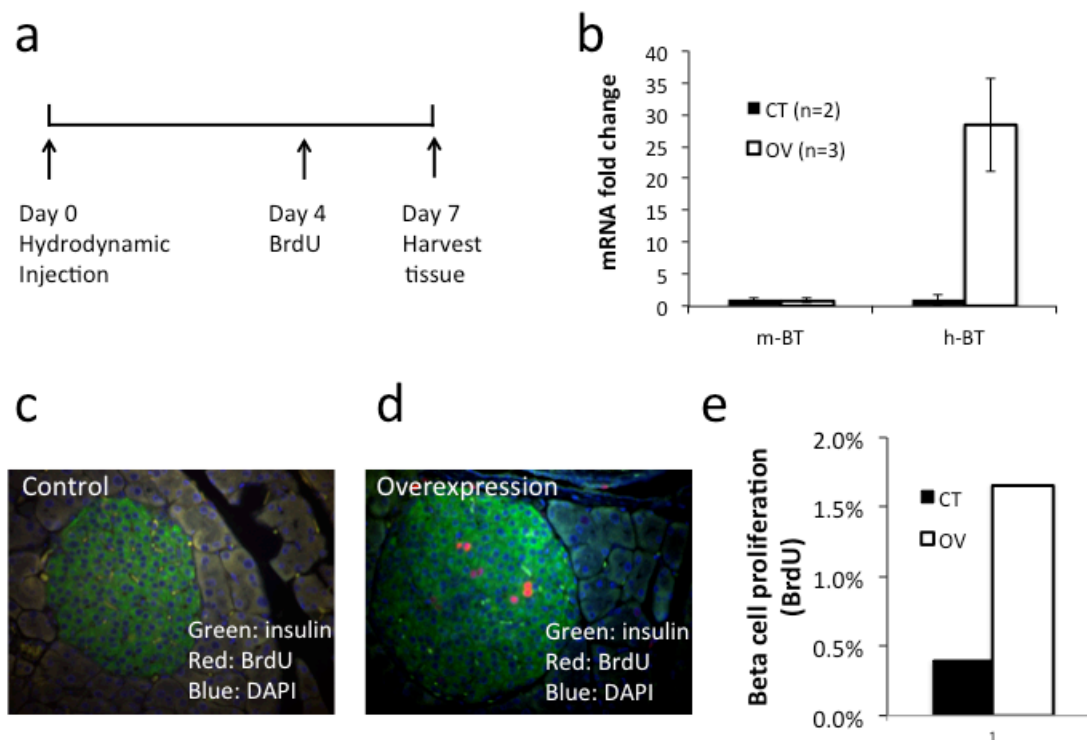 a
Day 0
Hydrodynamic
Injection
Day 4
BrdU
Day 7
Harvest
tissue
b
mRNA fold change
40
35
30
25
20
15
10
5
0
CT (n=2)
OV (n=3)
m-BT
h-BT
c
Control
Green: insulin
Red: BrdU
Blue: DAPI
d
Overexpression
Green: insulin
Red: BrdU
Blue: DAPI
e
Beta cell proliferation
(BrdU)
2.0%
1.5%
1.0%
0.5%
0.0%
CT
OV
1